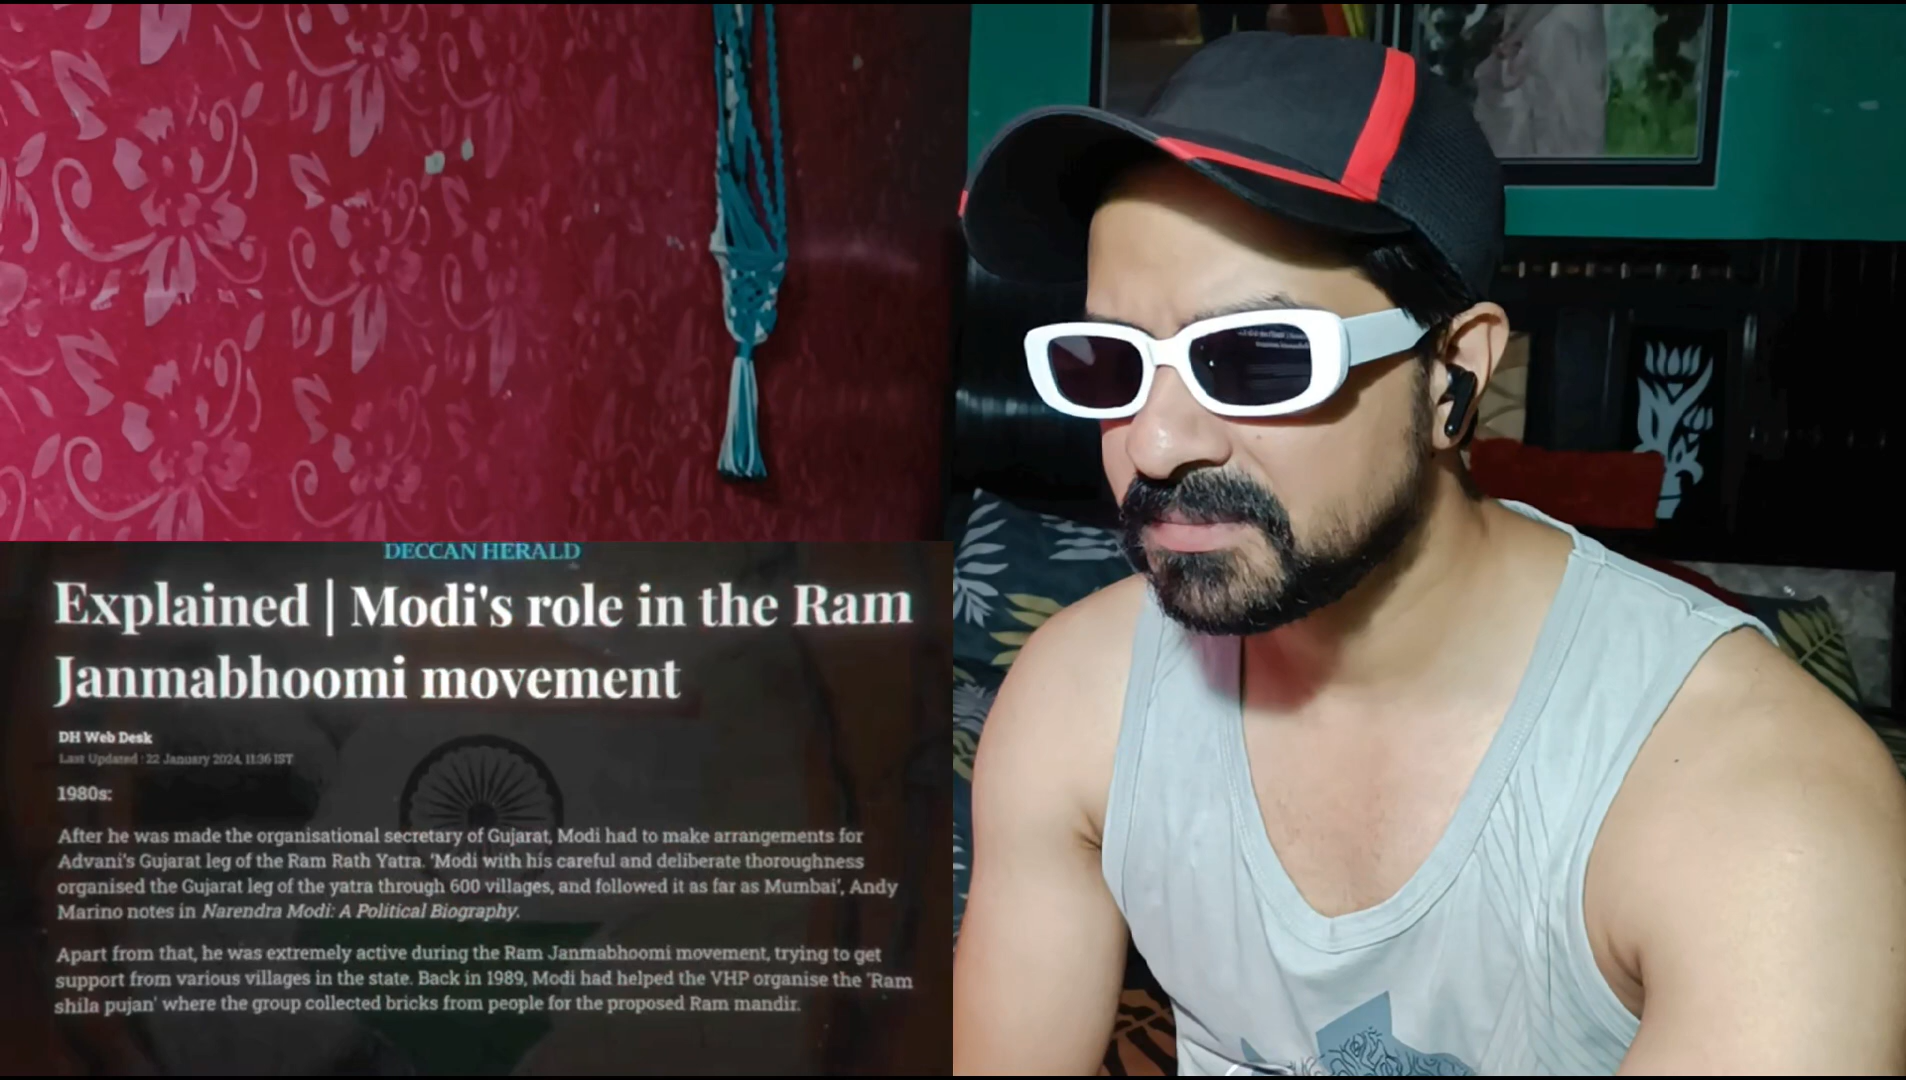 DECCAN HERALD
Explained | Modi's role in the Ram
Janmabhoomi movement
DH Web Desk
Last Updated : 22 January 2024, 11:36 IST
1980s:
After he was made the organisational secretary of Gujarat, Modi had to make arrangements for
Advani's Gujarat leg of the Ram Rath Yatra. 'Modi with his careful and deliberate thoroughness
organised the Gujarat leg of the yatra through 600 villages, and followed it as far as Mumbai', Andy
Marino notes in Narendra Modi: A Political Biography.
Apart from that, he was extremely active during the Ram Janmabhoomi movement, trying to get
support from various villages in the state. Back in 1989, Modi had helped the VHP organise the 'Ram
shila pujan' where the group collected bricks from people for the proposed Ram mandir.